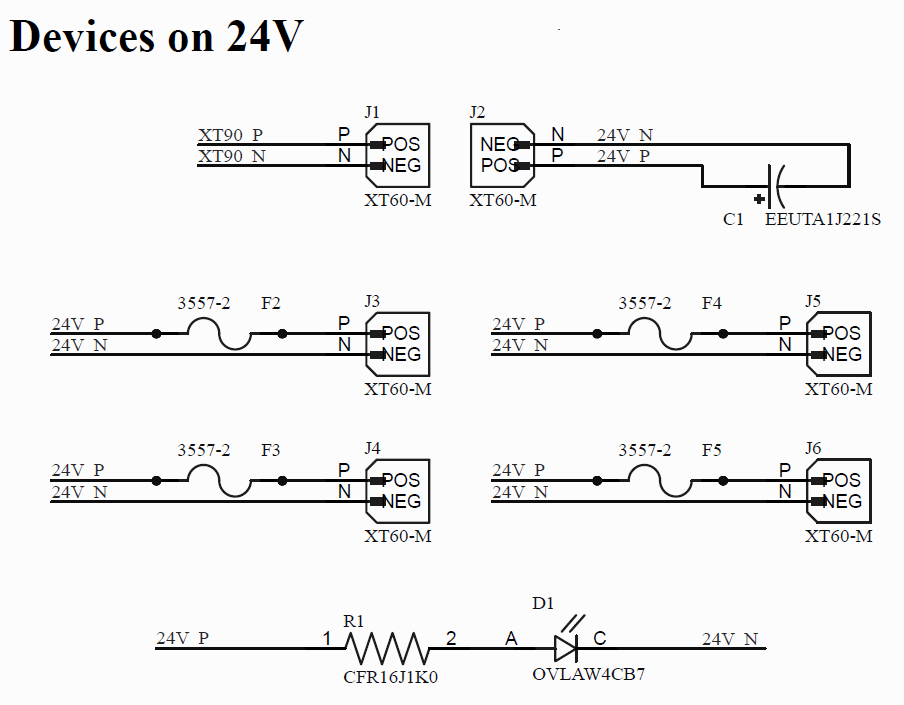 Devices on 24V
J1 J2
XT90 P P POS NEG N 24V N
XT90 N N NEG POS P 24V P
XT60-M XT60-M + C1 EEUTA1J221S
3557-2 F2 J3 3557-2 F4 J5
24V P P POS 24V P P POS
24V N N NEG 24V N N NEG
XT60-M XT60-M
3557-2 F3 J4 3557-2 F5 J6
24V P P POS 24V P P POS
24V N N NEG 24V N N NEG
XT60-M XT60-M
R1 D1
24V P 1 2 A C 24V N
CFR16J1K0 OVLAW4CB7